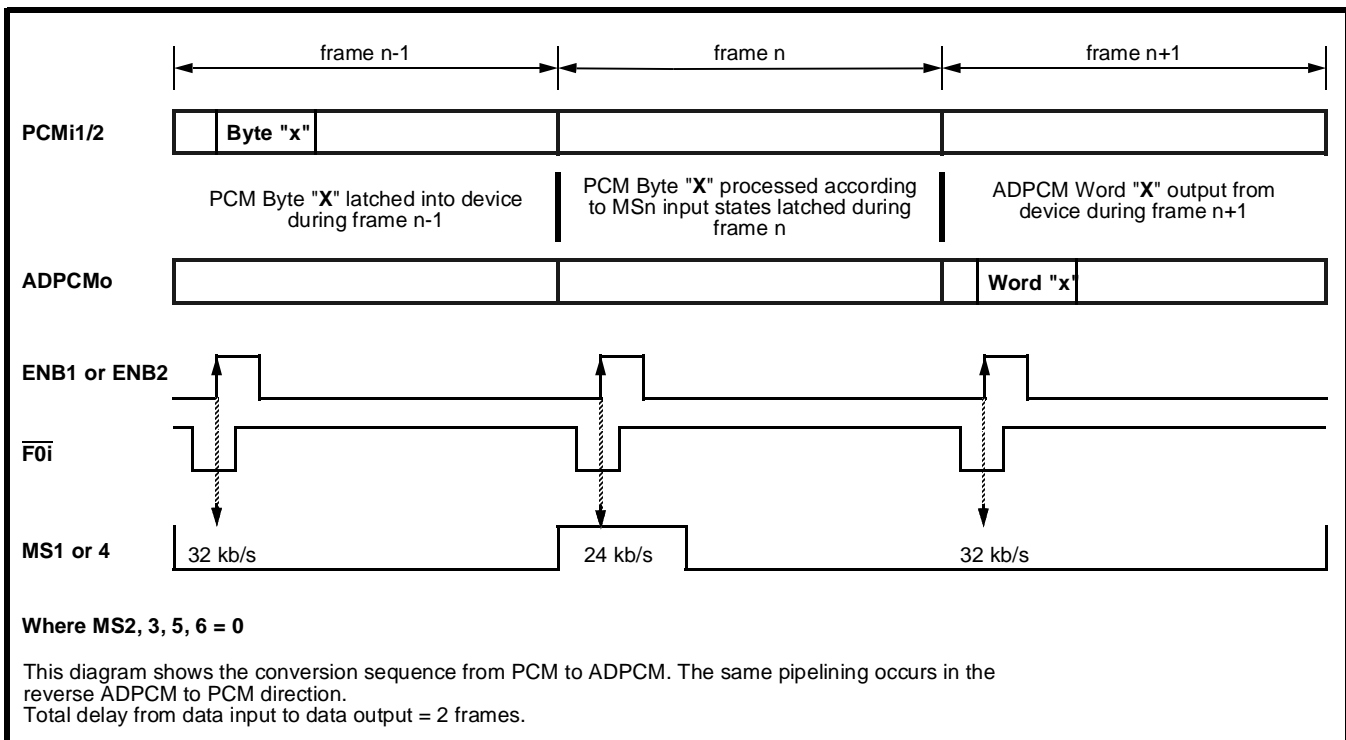 frame n-1
frame n
frame n+1
PCMi1/2
Byte "x"
PCM Byte "X" latched into device
during frame n-1
PCM Byte "X" processed according
to MSn input states latched during
frame n
ADPCM Word "X" output from
device during frame n+1
ADPCMo
Word "x"
ENB1 or ENB2
F0i
MS1 or 4
32 kb/s
24 kb/s
32 kb/s
Where MS2, 3, 5, 6 = 0
This diagram shows the conversion sequence from PCM to ADPCM. The same pipelining occurs in the
reverse ADPCM to PCM direction.
Total delay from data input to data output = 2 frames.